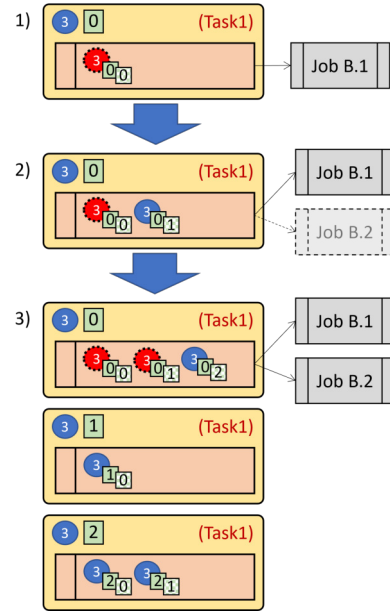 1)
3 0 (Task1)
3 0 0
Job B.1
2)
3 0 (Task1)
3 0 0 3 0 1
Job B.1
Job B.2
3)
3 0 (Task1)
3 0 0 3 0 1 3 0 2
Job B.1
Job B.2
3 1 (Task1)
3 1 0
3 2 (Task1)
3 2 0 3 2 1